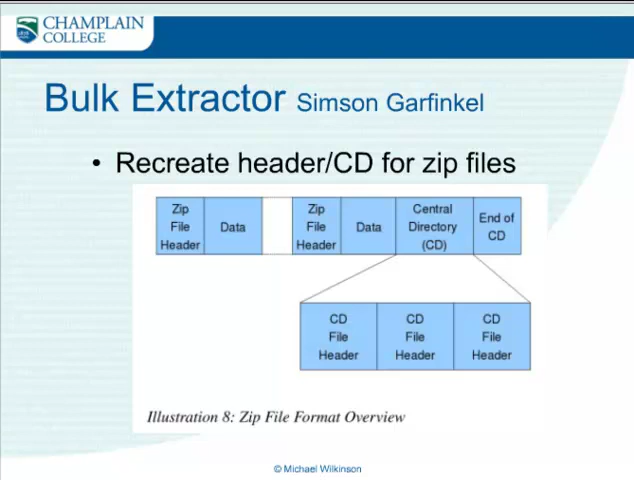 CHAMPLAIN
COLLEGE
Bulk Extractor Simson Garfinkel
• Recreate header/CD for zip files
Zip
File
Header
Data
Zip
File
Header
Data
Central
Directory
(CD)
End of
CD
CD
File
Header
CD
File
Header
CD
File
Header
Illustration 8: Zip File Format Overview
© Michael Wilkinson